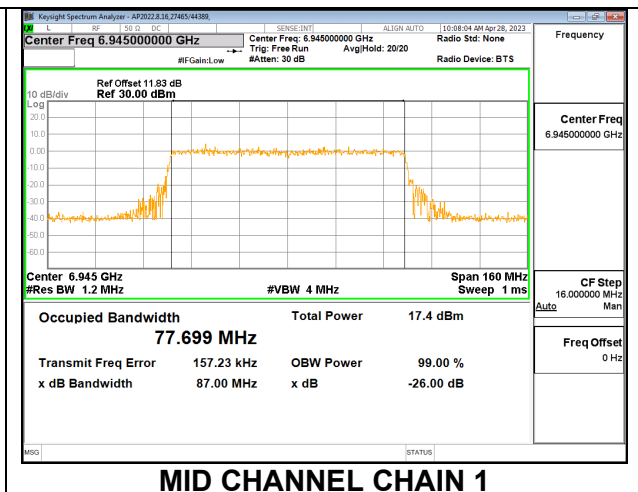 Keysight Spectrum Analyzer - AP2022.8.16,27465/44389,
L RF 50 Ω DC SENSE:INT ALIGN AUTO 10:08:04 AM Apr 28, 2023
Center Freq 6.945000000 GHz Center Freq: 6.945000000 GHz Radio Std: None Frequency
Trig: Free Run Avg|Hold: 20/20
#IFGain:Low #Atten: 30 dB Radio Device: BTS
Ref Offset 11.83 dB
10 dB/div Ref 30.00 dBm
Log
20.0
10.0
0.00
-10.0
-20.0
-30.0
-40.0
-50.0
-60.0
Center Freq
6.945000000 GHz
Center 6.945 GHz Span 160 MHz
#Res BW 1.2 MHz #VBW 4 MHz Sweep 1 ms
CF Step
16.000000 MHz
Auto Man
Occupied Bandwidth Total Power 17.4 dBm
77.699 MHz
Freq Offset
0 Hz
Transmit Freq Error 157.23 kHz OBW Power 99.00 %
x dB Bandwidth 87.00 MHz x dB -26.00 dB
MSG STATUS
MID CHANNEL CHAIN 1